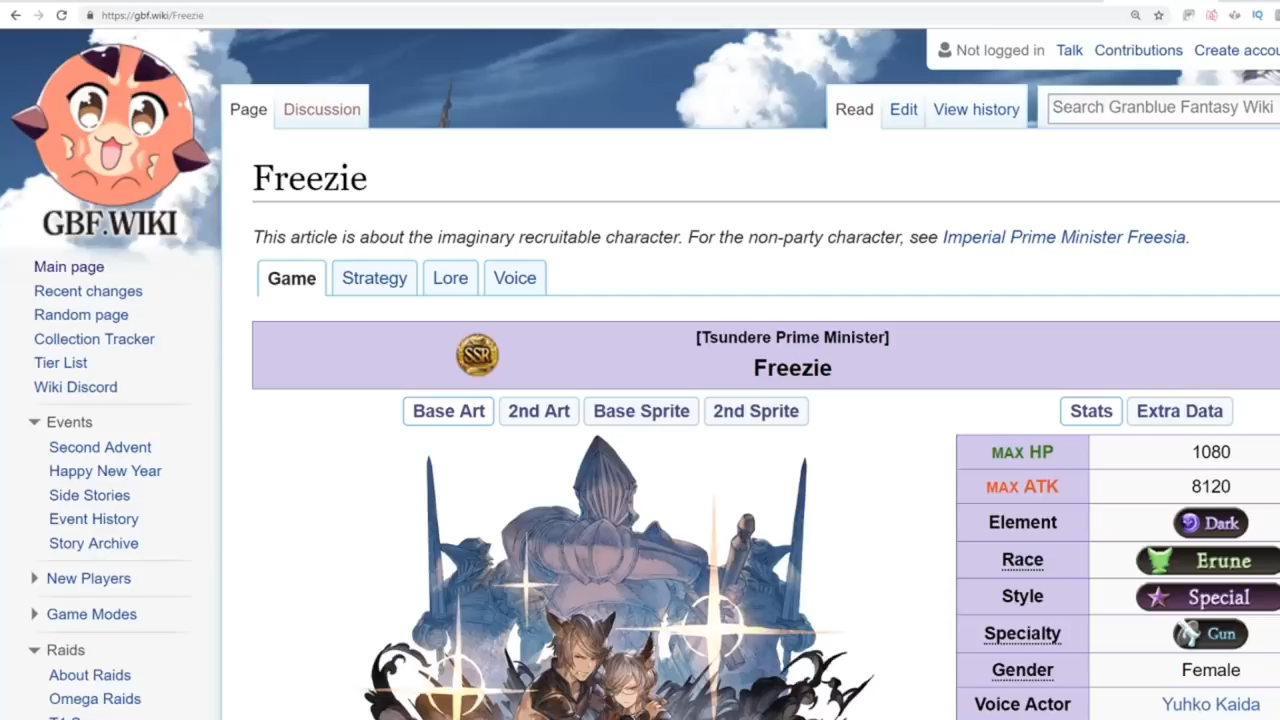 https://gbf.wiki/Freezie
IQ
Not logged in Talk Contributions Create accou
Page Discussion Read Edit View history Search Granblue Fantasy Wiki
GBF.WIKI
Main page
Recent changes
Random page
Collection Tracker
Tier List
Wiki Discord
Events
Second Advent
Happy New Year
Side Stories
Event History
Story Archive
New Players
Game Modes
Raids
About Raids
Omega Raids
Freezie
This article is about the imaginary recruitable character. For the non-party character, see Imperial Prime Minister Freesia.
Game Strategy Lore Voice
SSR
[Tsundere Prime Minister]
Freezie
Base Art 2nd Art Base Sprite 2nd Sprite
Stats Extra Data
MAX HP 1080
MAX ATK 8120
Element Dark
Race Erune
Style Special
Specialty Gun
Gender Female
Voice Actor Yuhko Kaida